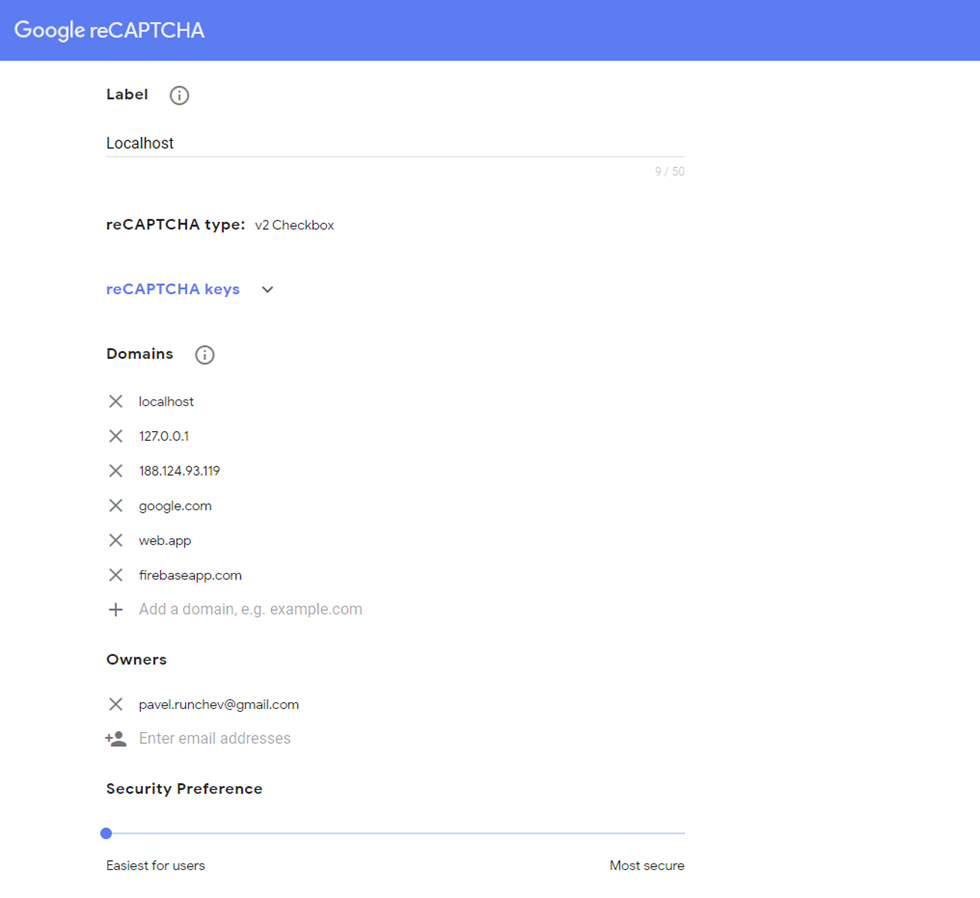 Google reCAPTCHA
Label
Localhost
9 / 50
reCAPTCHA type: v2 Checkbox
reCAPTCHA keys
Domains
localhost
127.0.0.1
188.124.93.119
google.com
web.app
firebaseapp.com
Add a domain, e.g. example.com
Owners
pavel.runchev@gmail.com
Enter email addresses
Security Preference
Easiest for users Most secure